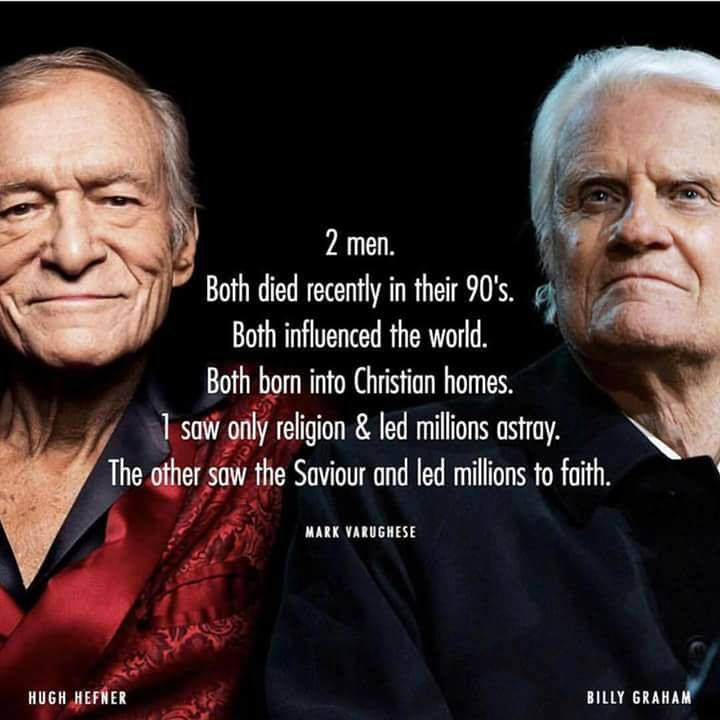 2 men.
Both died recently in their 90's.
Both influenced the world.
Both born into Christian homes.
1 saw only religion & led millions astray.
The other saw the Saviour and led millions to faith.
MARK VARUGHESE
HUGH HEFNER
BILLY GRAHAM